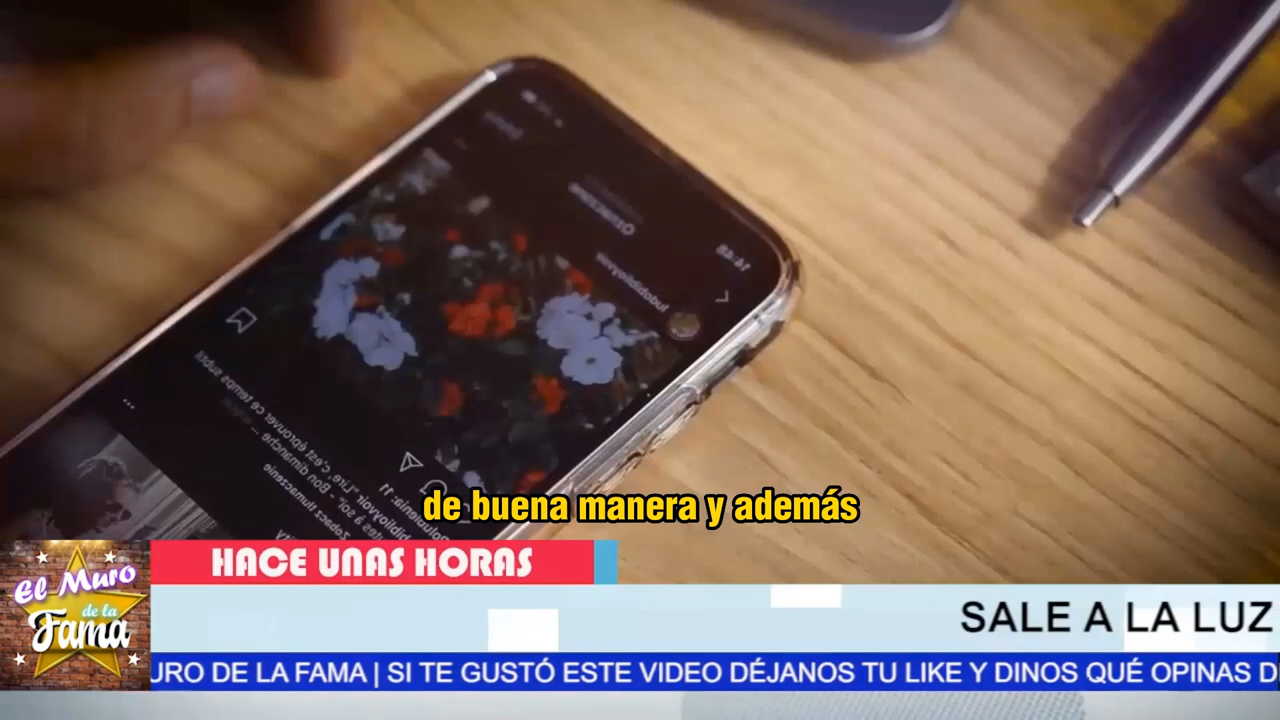 de buena manera y además
HACE UNAS HORAS
El Muro
de la
Fama
SALE A LA LUZ
URO DE LA FAMA | SI TE GUSTÓ ESTE VIDEO DÉJANOS TU LIKE Y DINOS QUÉ OPINAS D